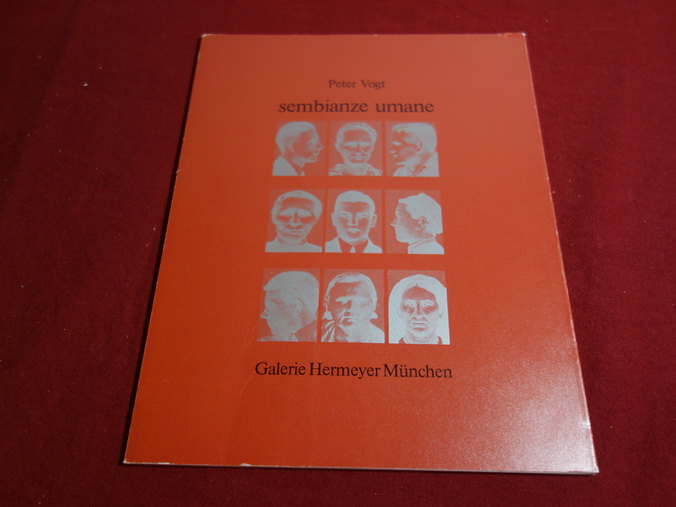 Peter Vogt
sembianze umane
Galerie Hermeyer München